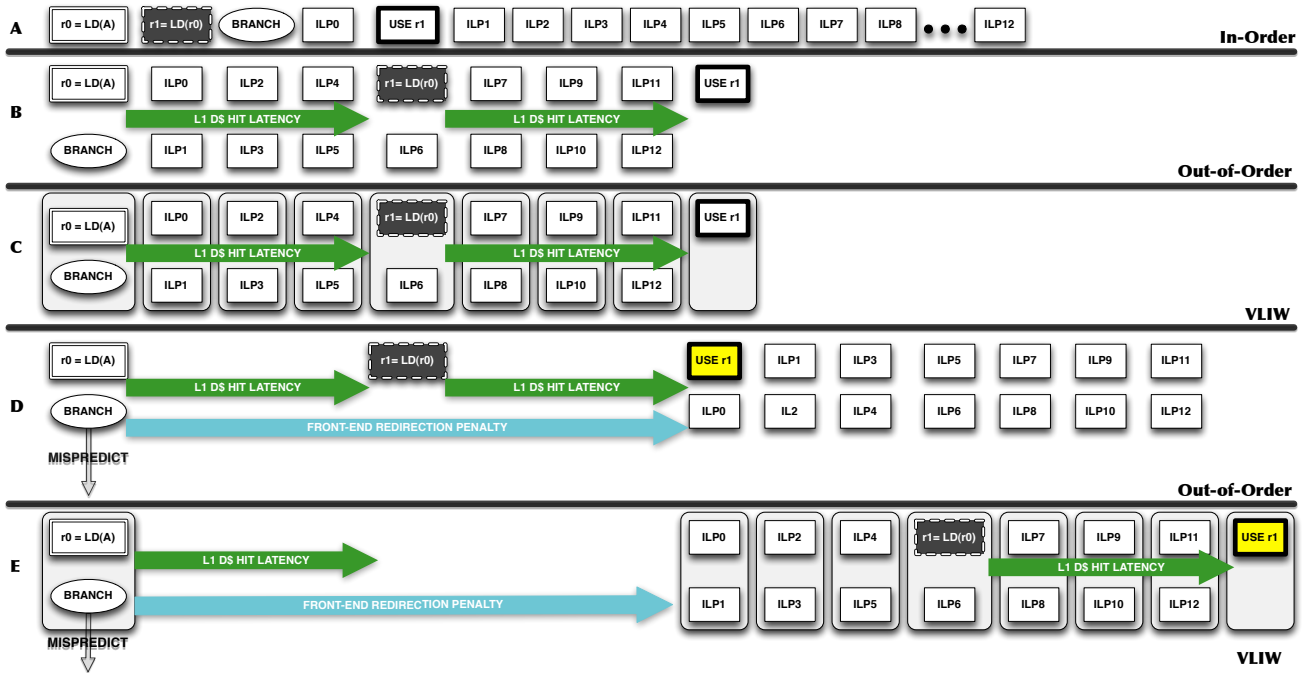 A r0 = LD(A) r1= LD(r0) BRANCH ILP0 USE r1 ILP1 ILP2 ILP3 ILP4 ILP5 ILP6 ILP7 ILP8 ●●● ILP12
In-Order
r0 = LD(A) ILP0 ILP2 ILP4 r1= LD(r0) ILP7 ILP9 ILP11 USE r1
B L1 D$ HIT LATENCY L1 D$ HIT LATENCY
BRANCH ILP1 ILP3 ILP5 ILP6 ILP8 ILP10 ILP12
Out-of-Order
r0 = LD(A) ILP0 ILP2 ILP4 r1= LD(r0) ILP7 ILP9 ILP11 USE r1
C L1 D$ HIT LATENCY L1 D$ HIT LATENCY
BRANCH ILP1 ILP3 ILP5 ILP6 ILP8 ILP10 ILP12
VLIW
r0 = LD(A) r1= LD(r0) USE r1 ILP1 ILP3 ILP5 ILP7 ILP9 ILP11
L1 D$ HIT LATENCY L1 D$ HIT LATENCY
D BRANCH ILP0 IL2 ILP4 ILP6 ILP8 ILP10 ILP12
FRONT-END REDIRECTION PENALTY
MISPREDICT
Out-of-Order
r0 = LD(A) ILP0 ILP2 ILP4 r1= LD(r0) ILP7 ILP9 ILP11 USE r1
E L1 D$ HIT LATENCY L1 D$ HIT LATENCY
BRANCH FRONT-END REDIRECTION PENALTY ILP1 ILP3 ILP5 ILP6 ILP8 ILP10 ILP12
MISPREDICT
VLIW